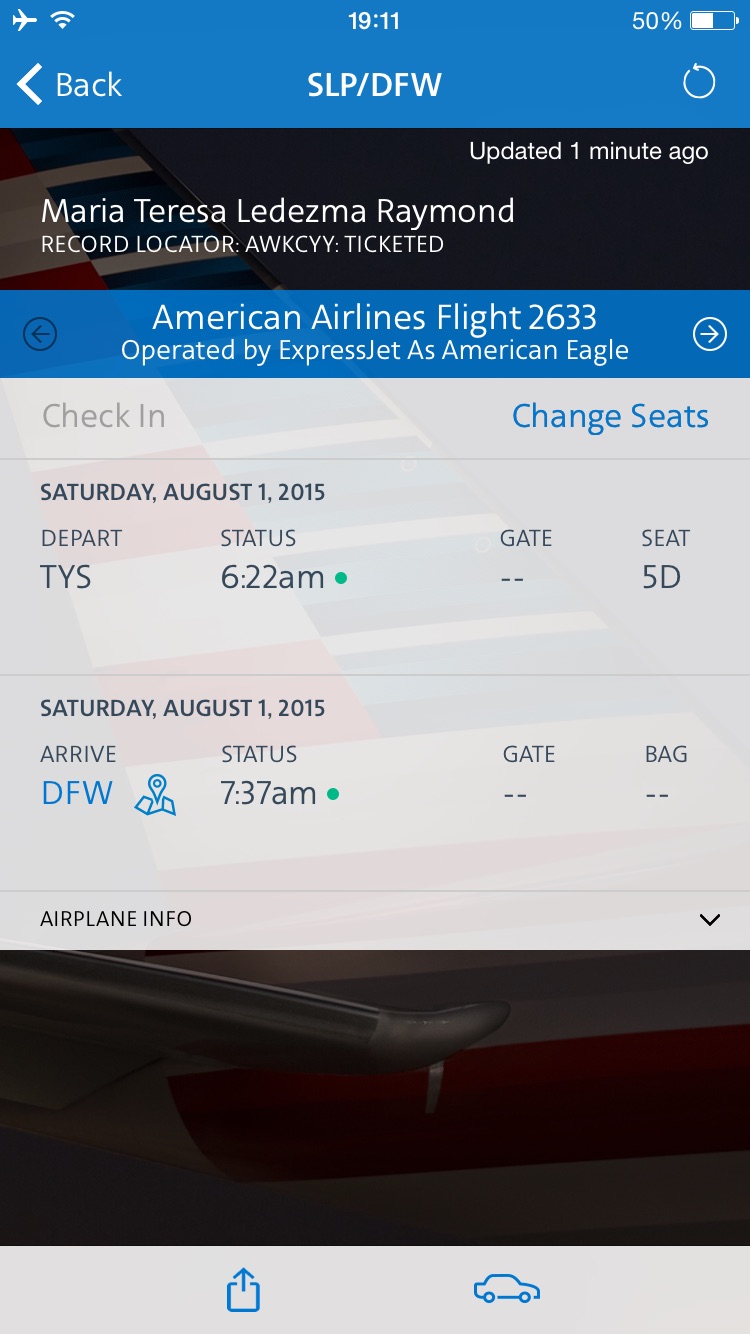 19:11
50%
Back
SLP/DFW
Updated 1 minute ago
Maria Teresa Ledezma Raymond
RECORD LOCATOR: AWKCYY: TICKETED
American Airlines Flight 2633
Operated by ExpressJet As American Eagle
Check In
Change Seats
SATURDAY, AUGUST 1, 2015
DEPART STATUS GATE SEAT
TYS 6:22am -- 5D
SATURDAY, AUGUST 1, 2015
ARRIVE STATUS GATE BAG
DFW 7:37am -- --
AIRPLANE INFO